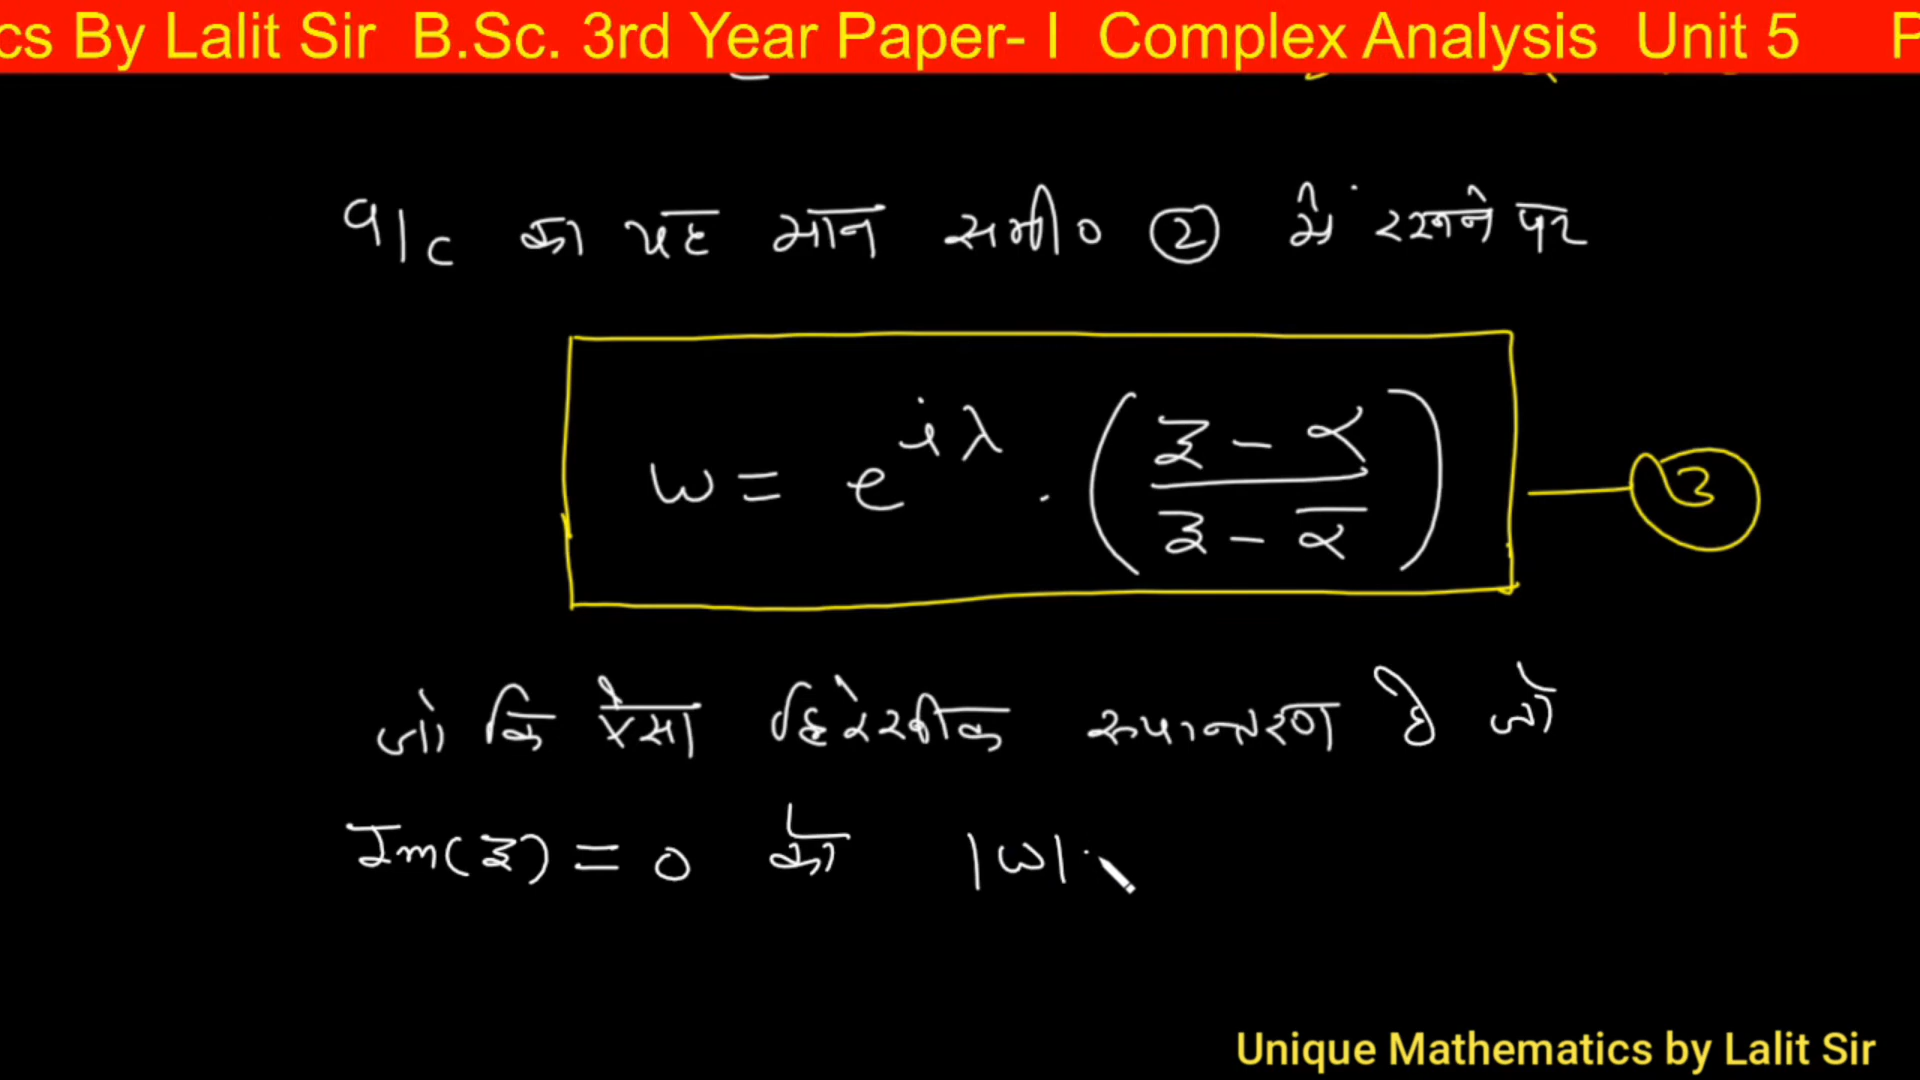 cs By Lalit Sir B.Sc. 3rd Year Paper- I Complex Analysis Unit 5 P
a/c का यह मान समी० ② में रखने पर
w = e^{iλ} . ( (z - α) / (z - ᾱ) ) — ③
जो कि ऐसा द्विरेखीक रूपान्तरण है जो
Im(z) = 0 को |w|
Unique Mathematics by Lalit Sir